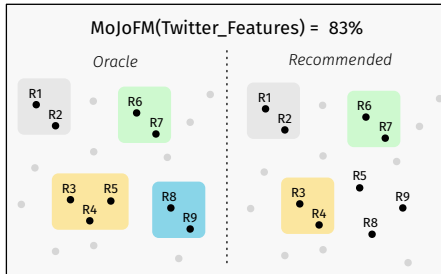 MoJoFM(Twitter_Features) = 83%
Oracle
R1
R2
R6
R7
R3
R4
R5
R8
R9
Recommended
R1
R2
R6
R7
R3
R4
R5
R9
R8